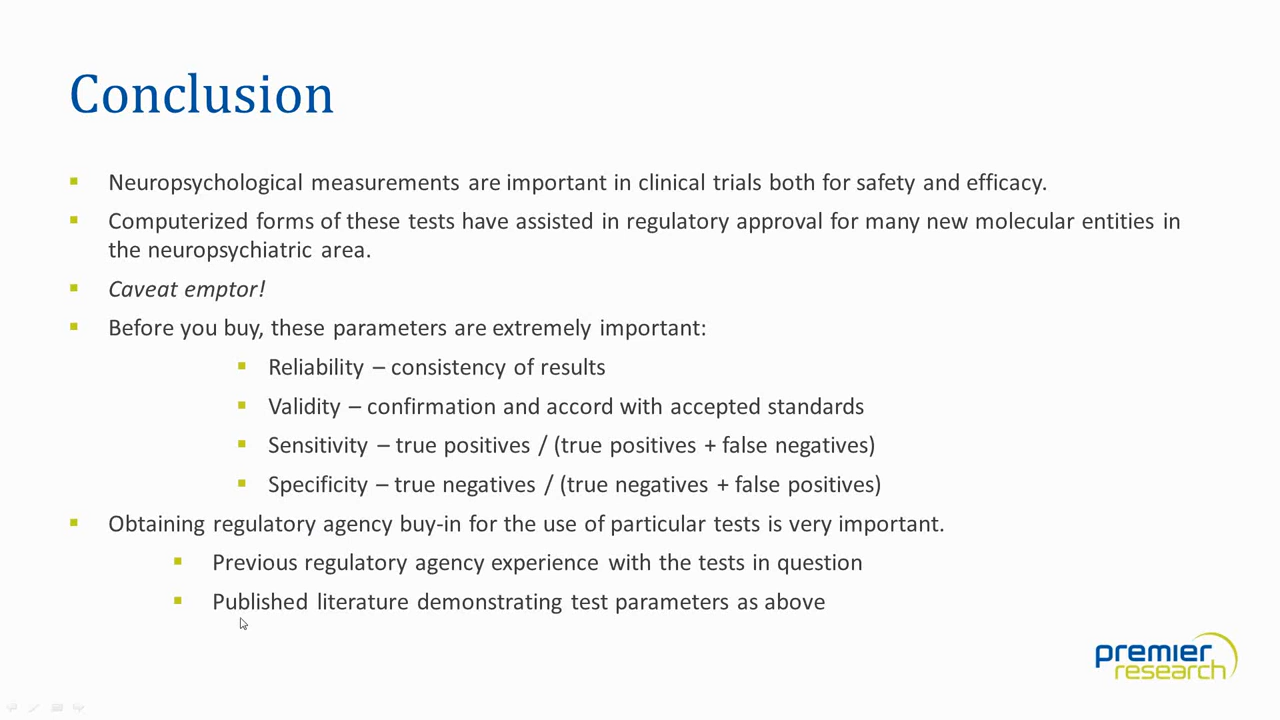 Conclusion
Neuropsychological measurements are important in clinical trials both for safety and efficacy.
Computerized forms of these tests have assisted in regulatory approval for many new molecular entities in
the neuropsychiatric area.
Caveat emptor!
Before you buy, these parameters are extremely important:
Reliability – consistency of results
Validity – confirmation and accord with accepted standards
Sensitivity – true positives / (true positives + false negatives)
Specificity – true negatives / (true negatives + false positives)
Obtaining regulatory agency buy-in for the use of particular tests is very important.
Previous regulatory agency experience with the tests in question
Published literature demonstrating test parameters as above
premier
research